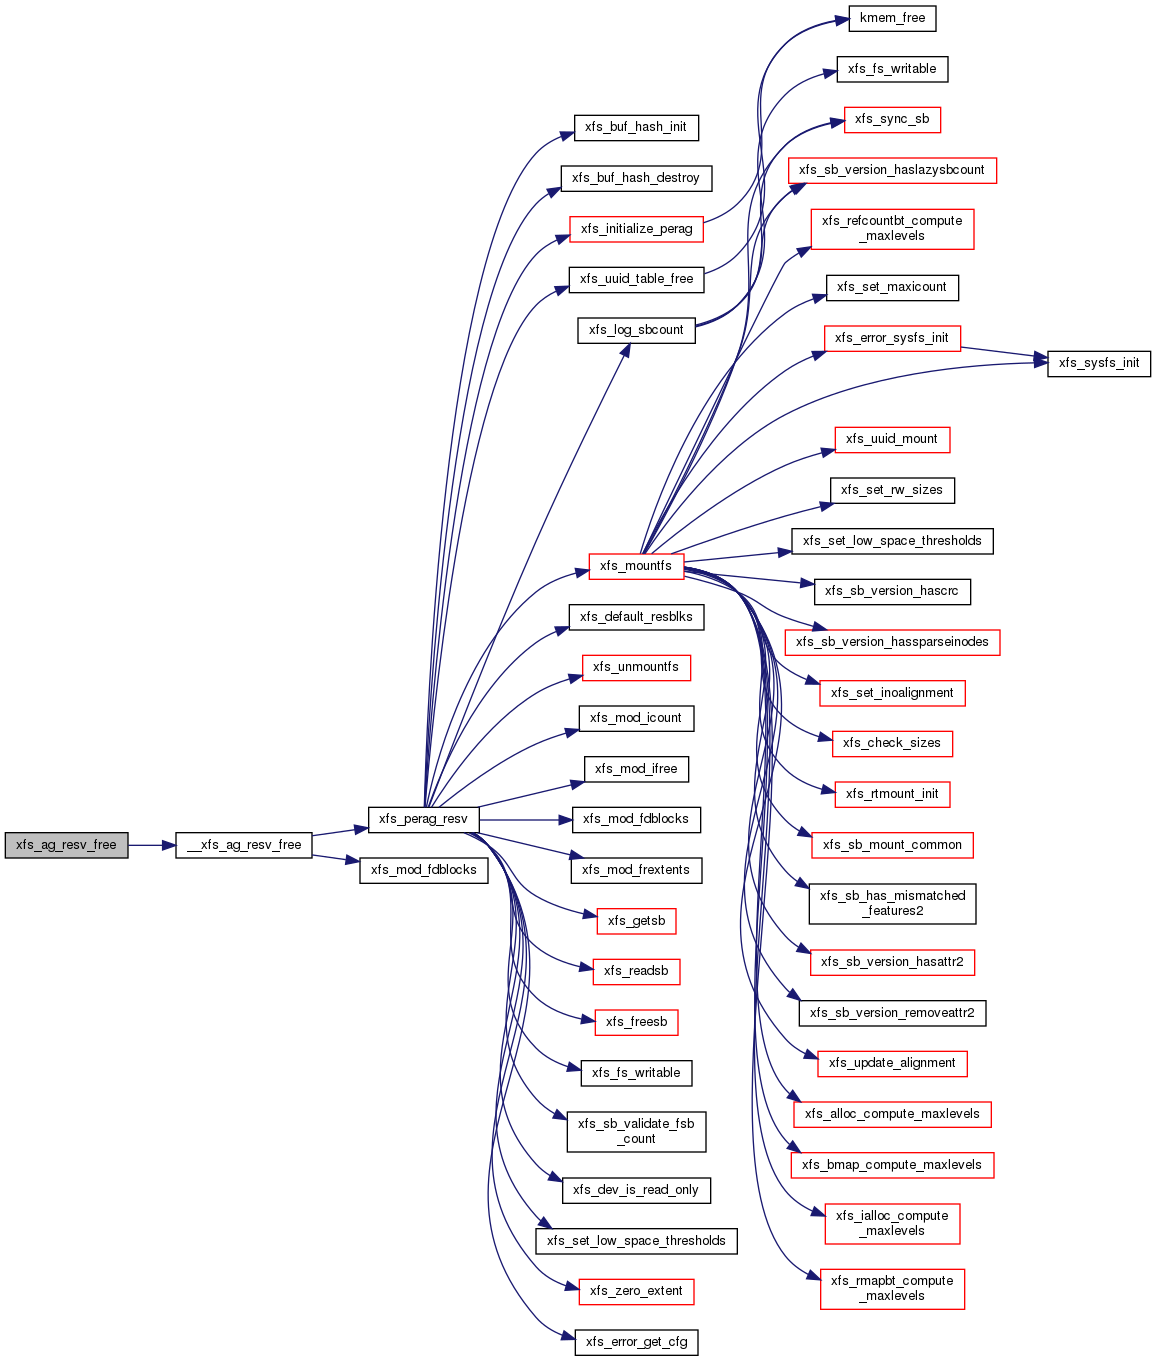 kmem_free
xfs_fs_writable
xfs_sync_sb
xfs_buf_hash_init
xfs_sb_version_haslazysbcount
xfs_buf_hash_destroy
xfs_refcountbt_compute
_maxlevels
xfs_initialize_perag
xfs_uuid_table_free
xfs_set_maxicount
xfs_log_sbcount
xfs_error_sysfs_init
xfs_sysfs_init
xfs_uuid_mount
xfs_set_rw_sizes
xfs_set_low_space_thresholds
xfs_mountfs
xfs_sb_version_hascrc
xfs_default_resblks
xfs_sb_version_hassparseinodes
xfs_unmountfs
xfs_set_inoalignment
xfs_mod_icount
xfs_check_sizes
xfs_mod_ifree
xfs_rtmount_init
xfs_perag_resv
xfs_mod_fdblocks
xfs_ag_resv_free
__xfs_ag_resv_free
xfs_sb_mount_common
xfs_mod_fdblocks
xfs_mod_frextents
xfs_sb_has_mismatched
_features2
xfs_getsb
xfs_sb_version_hasattr2
xfs_readsb
xfs_sb_version_removeattr2
xfs_freesb
xfs_update_alignment
xfs_fs_writable
xfs_alloc_compute_maxlevels
xfs_sb_validate_fsb
_count
xfs_bmap_compute_maxlevels
xfs_dev_is_read_only
xfs_ialloc_compute
_maxlevels
xfs_set_low_space_thresholds
xfs_rmapbt_compute
_maxlevels
xfs_zero_extent
xfs_error_get_cfg